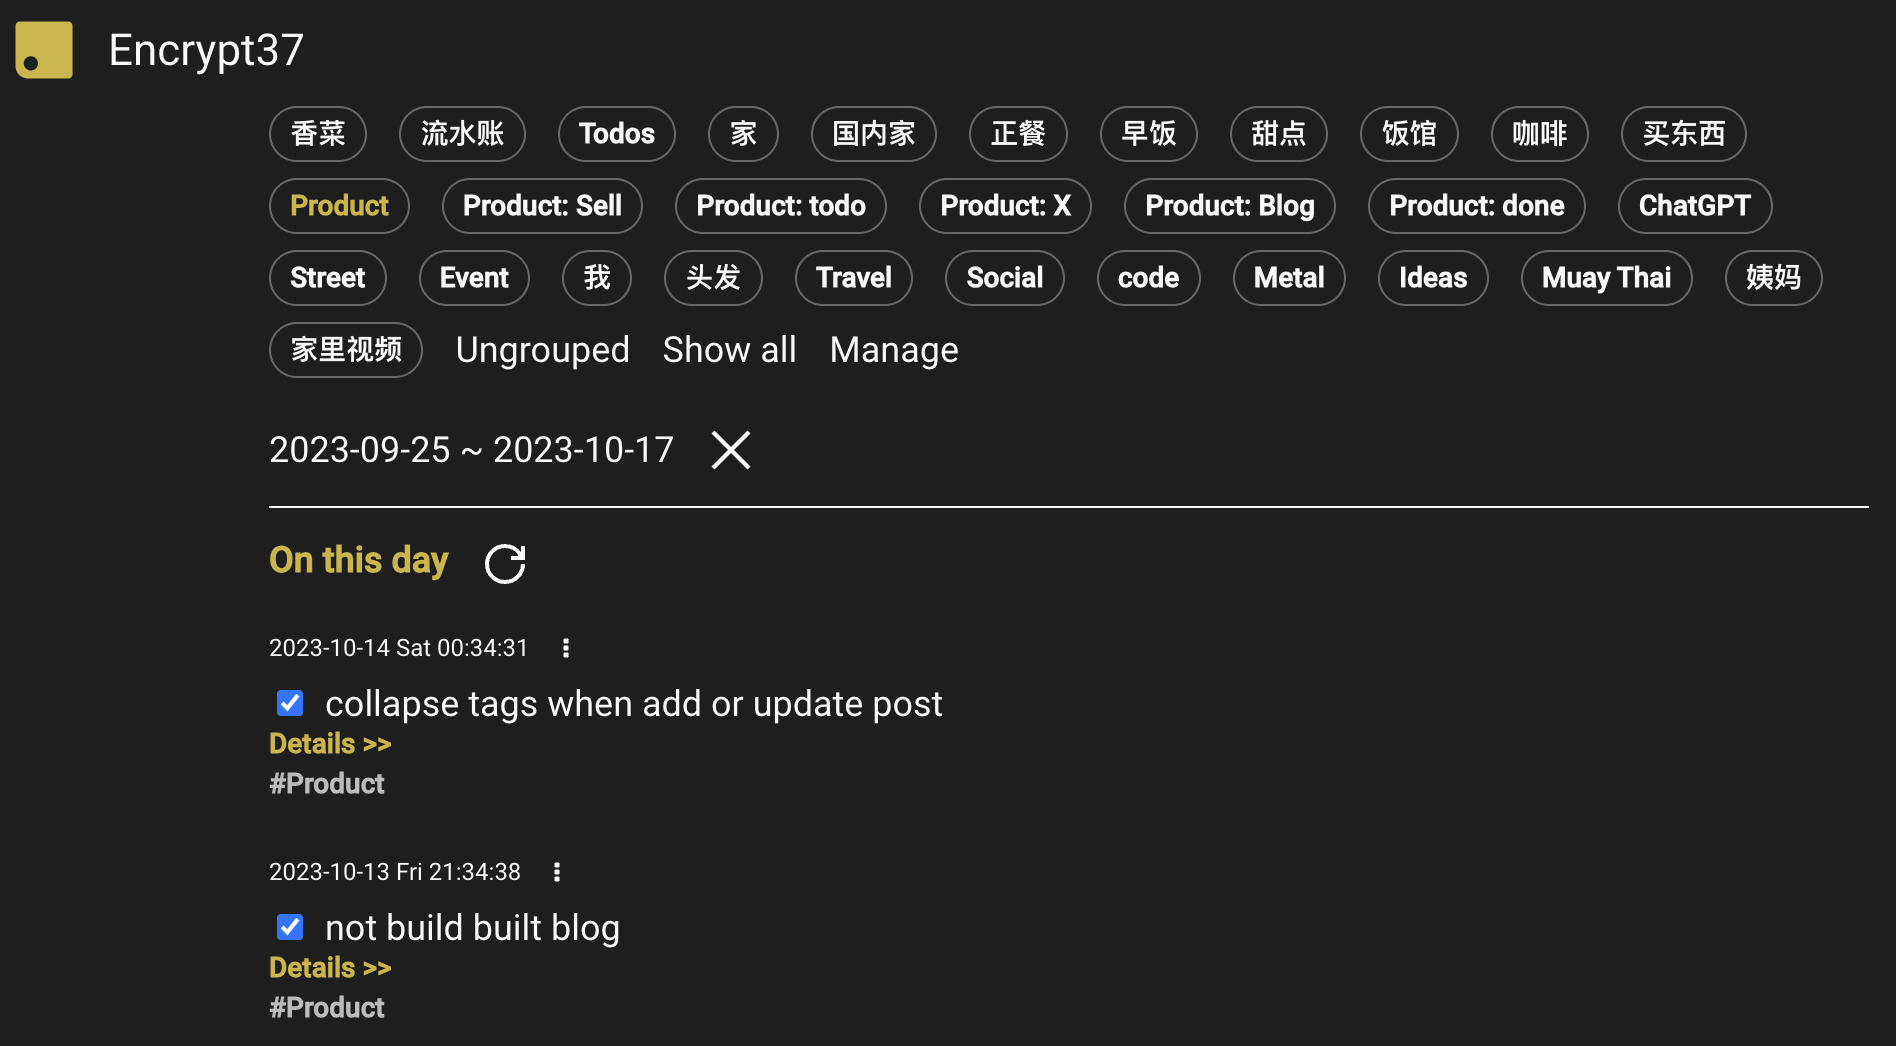 Encrypt37
香菜 流水账 Todos 家 国内家 正餐 早饭 甜点 饭馆 咖啡 买东西
Product Product: Sell Product: todo Product: X Product: Blog Product: done ChatGPT
Street Event 我 头发 Travel Social code Metal Ideas Muay Thai 姨妈
家里视频 Ungrouped Show all Manage
2023-09-25 ~ 2023-10-17
On this day
2023-10-14 Sat 00:34:31
collapse tags when add or update post
Details >>
#Product
2023-10-13 Fri 21:34:38
not build built blog
Details >>
#Product